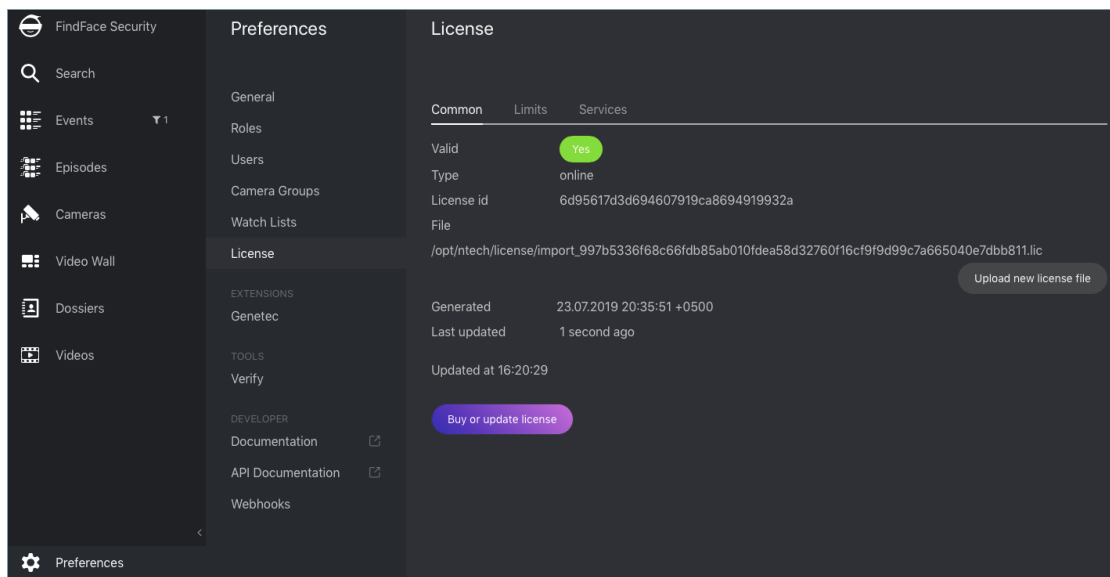 FindFace Security
Search
Events 1
Episodes
Cameras
Video Wall
Dossiers
Videos
Preferences
Preferences
General
Roles
Users
Camera Groups
Watch Lists
License
EXTENSIONS
Genetec
TOOLS
Verify
DEVELOPER
Documentation
API Documentation
Webhooks
License
Common Limits Services
Valid Yes
Type online
License id 6d95617d3d694607919ca8694919932a
File
/opt/ntech/license/import_997b5336f68c66fdb85ab010fdea58d32760f16cf9f9d99c7a665040e7dbb811.lic
Upload new license file
Generated 23.07.2019 20:35:51 +0500
Last updated 1 second ago
Updated at 16:20:29
Buy or update license